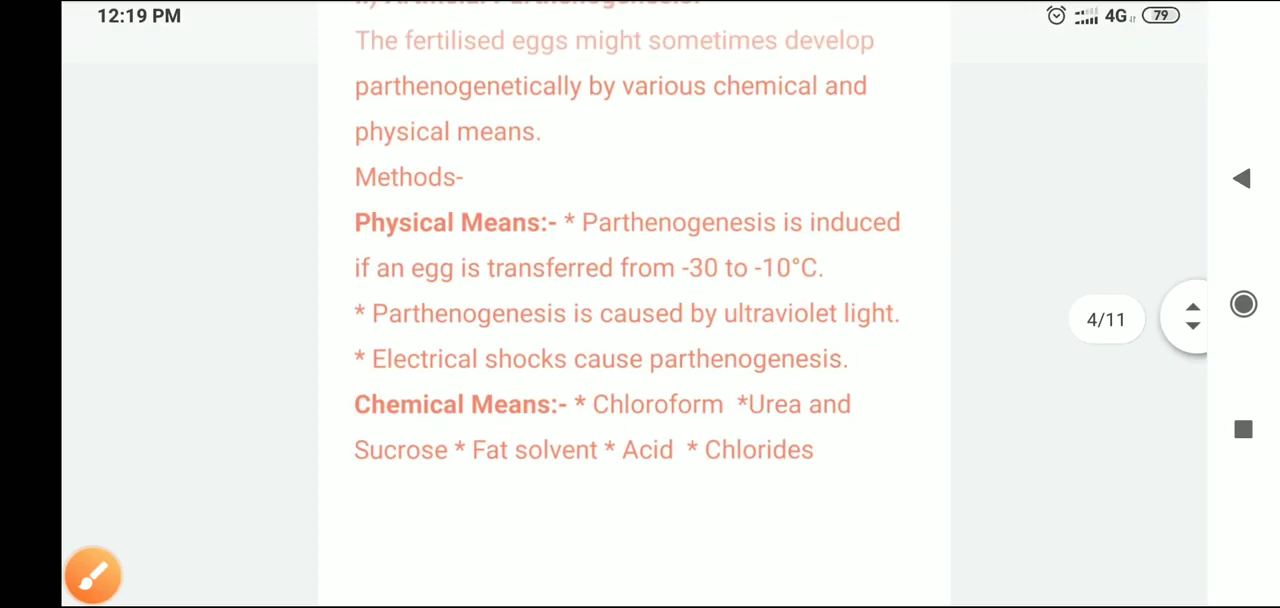 12:19 PM
4G
79
The fertilised eggs might sometimes develop
parthenogenetically by various chemical and
physical means.
Methods-
Physical Means:- * Parthenogenesis is induced
if an egg is transferred from -30 to -10°C.
* Parthenogenesis is caused by ultraviolet light.
* Electrical shocks cause parthenogenesis.
Chemical Means:- * Chloroform *Urea and
Sucrose * Fat solvent * Acid * Chlorides
4/11